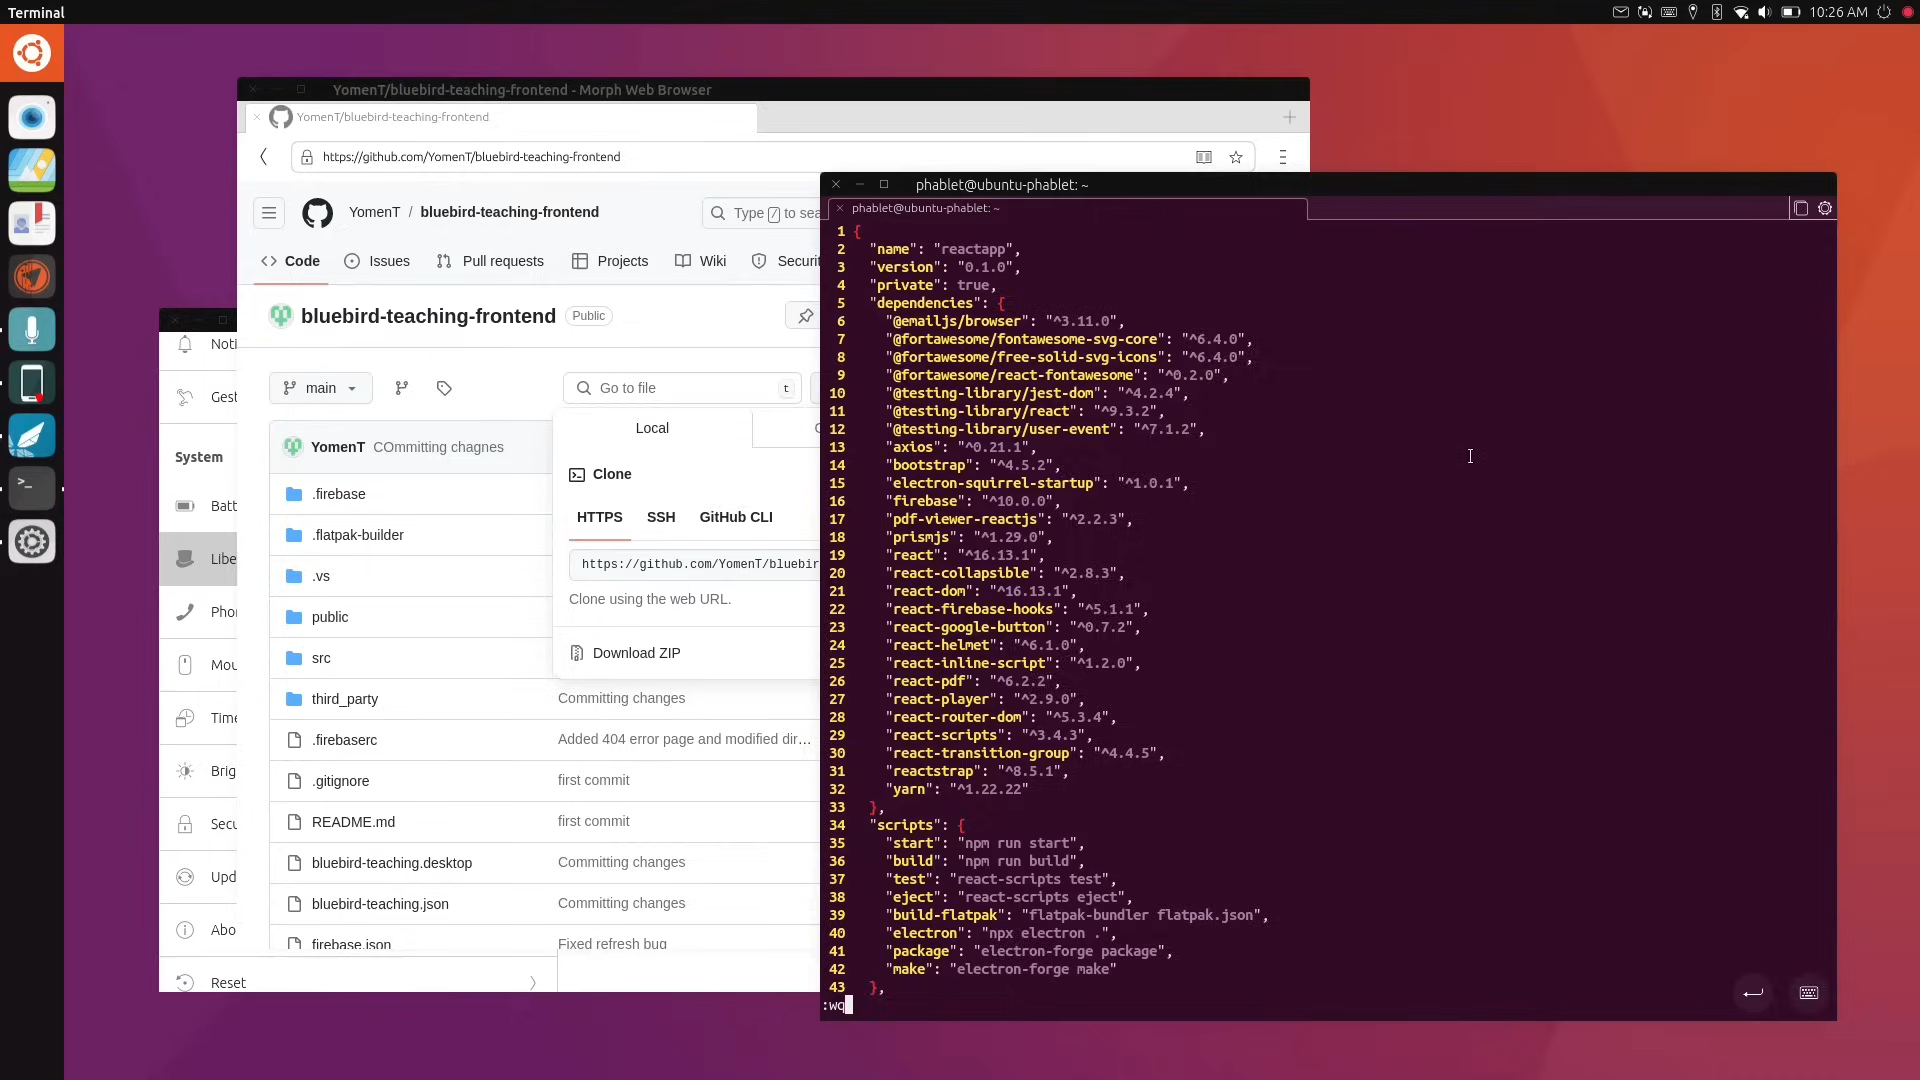 Terminal
10:26 AM
YomenT/bluebird-teaching-frontend - Morph Web Browser
YomenT/bluebird-teaching-frontend
https://github.com/YomenT/bluebird-teaching-frontend
YomenT / bluebird-teaching-frontend
Type / to sea
Code
Issues
Pull requests
Projects
Wiki
Securit
bluebird-teaching-frontend
Public
main
Go to file
t
YomenT COmmitting chagnes
.firebase
.flatpak-builder
.vs
public
src
third_party
Committing changes
.firebaserc
Added 404 error page and modified dir...
.gitignore
first commit
README.md
first commit
bluebird-teaching.desktop
Committing changes
bluebird-teaching.json
Committing changes
firebase.json
Fixed refresh bug
Local
Clone
HTTPS
SSH
GitHub CLI
https://github.com/YomenT/bluebir
Clone using the web URL.
Download ZIP
Noti
Gest
System
Batt
Libe
Phon
Mou
Time
Brig
Secu
Upd
Abo
Reset
phablet@ubuntu-phablet: ~
phablet@ubuntu-phablet: ~
1 {
2 "name": "reactapp",
3 "version": "0.1.0",
4 "private": true,
5 "dependencies": {
6 "@emailjs/browser": "^3.11.0",
7 "@fortawesome/fontawesome-svg-core": "^6.4.0",
8 "@fortawesome/free-solid-svg-icons": "^6.4.0",
9 "@fortawesome/react-fontawesome": "^0.2.0",
10 "@testing-library/jest-dom": "^4.2.4",
11 "@testing-library/react": "^9.3.2",
12 "@testing-library/user-event": "^7.1.2",
13 "axios": "^0.21.1",
14 "bootstrap": "^4.5.2",
15 "electron-squirrel-startup": "^1.0.1",
16 "firebase": "^10.0.0",
17 "pdf-viewer-reactjs": "^2.2.3",
18 "prismjs": "^1.29.0",
19 "react": "^16.13.1",
20 "react-collapsible": "^2.8.3",
21 "react-dom": "^16.13.1",
22 "react-firebase-hooks": "^5.1.1",
23 "react-google-button": "^0.7.2",
24 "react-helmet": "^6.1.0",
25 "react-inline-script": "^1.2.0",
26 "react-pdf": "^6.2.2",
27 "react-player": "^2.9.0",
28 "react-router-dom": "^5.3.4",
29 "react-scripts": "^3.4.3",
30 "react-transition-group": "^4.4.5",
31 "reactstrap": "^8.5.1",
32 "yarn": "^1.22.22"
33 },
34 "scripts": {
35 "start": "npm run start",
36 "build": "npm run build",
37 "test": "react-scripts test",
38 "eject": "react-scripts eject",
39 "build-flatpak": "flatpak-bundler flatpak.json",
40 "electron": "npx electron .",
41 "package": "electron-forge package",
42 "make": "electron-forge make"
43 },
:wq